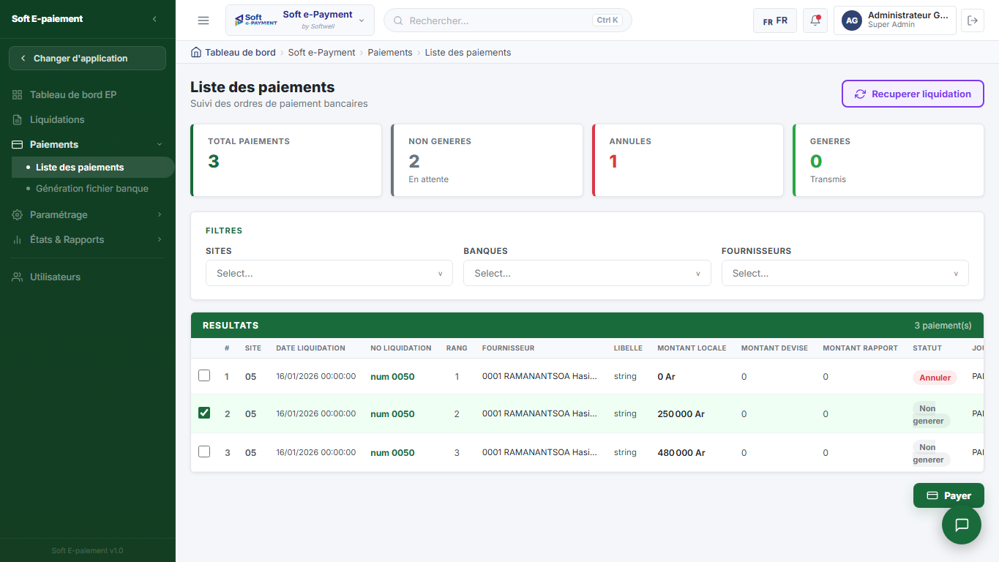 Soft E-paiement
Changer d'application
Tableau de bord EP
Liquidations
Paiements
Liste des paiements
Génération fichier banque
Paramétrage
États & Rapports
Utilisateurs
Soft E-paiement v1.0
Soft
e-PAYMENT
Soft e-Payment
by Softwell
Rechercher...
Ctrl K
FR FR
AG
Administrateur G...
Super Admin
Tableau de bord › Soft e-Payment › Paiements › Liste des paiements
Liste des paiements
Suivi des ordres de paiement bancaires
Recuperer liquidation
TOTAL PAIEMENTS
3
NON GENERES
2
En attente
ANNULES
1
GENERES
0
Transmis
FILTRES
SITES
Select...
BANQUES
Select...
FOURNISSEURS
Select...
RESULTATS
3 paiement(s)
# SITE DATE LIQUIDATION NO LIQUIDATION RANG FOURNISSEUR LIBELLE MONTANT LOCALE MONTANT DEVISE MONTANT RAPPORT STATUT JOU
1 05 16/01/2026 00:00:00 num 0050 1 0001 RAMANANTSOA Hasi... string 0 Ar 0 0 Annuler PAI
2 05 16/01/2026 00:00:00 num 0050 2 0001 RAMANANTSOA Hasi... string 250 000 Ar 0 0 Non generer PAI
3 05 16/01/2026 00:00:00 num 0050 3 0001 RAMANANTSOA Hasi... string 480 000 Ar 0 0 Non generer PAI
Payer